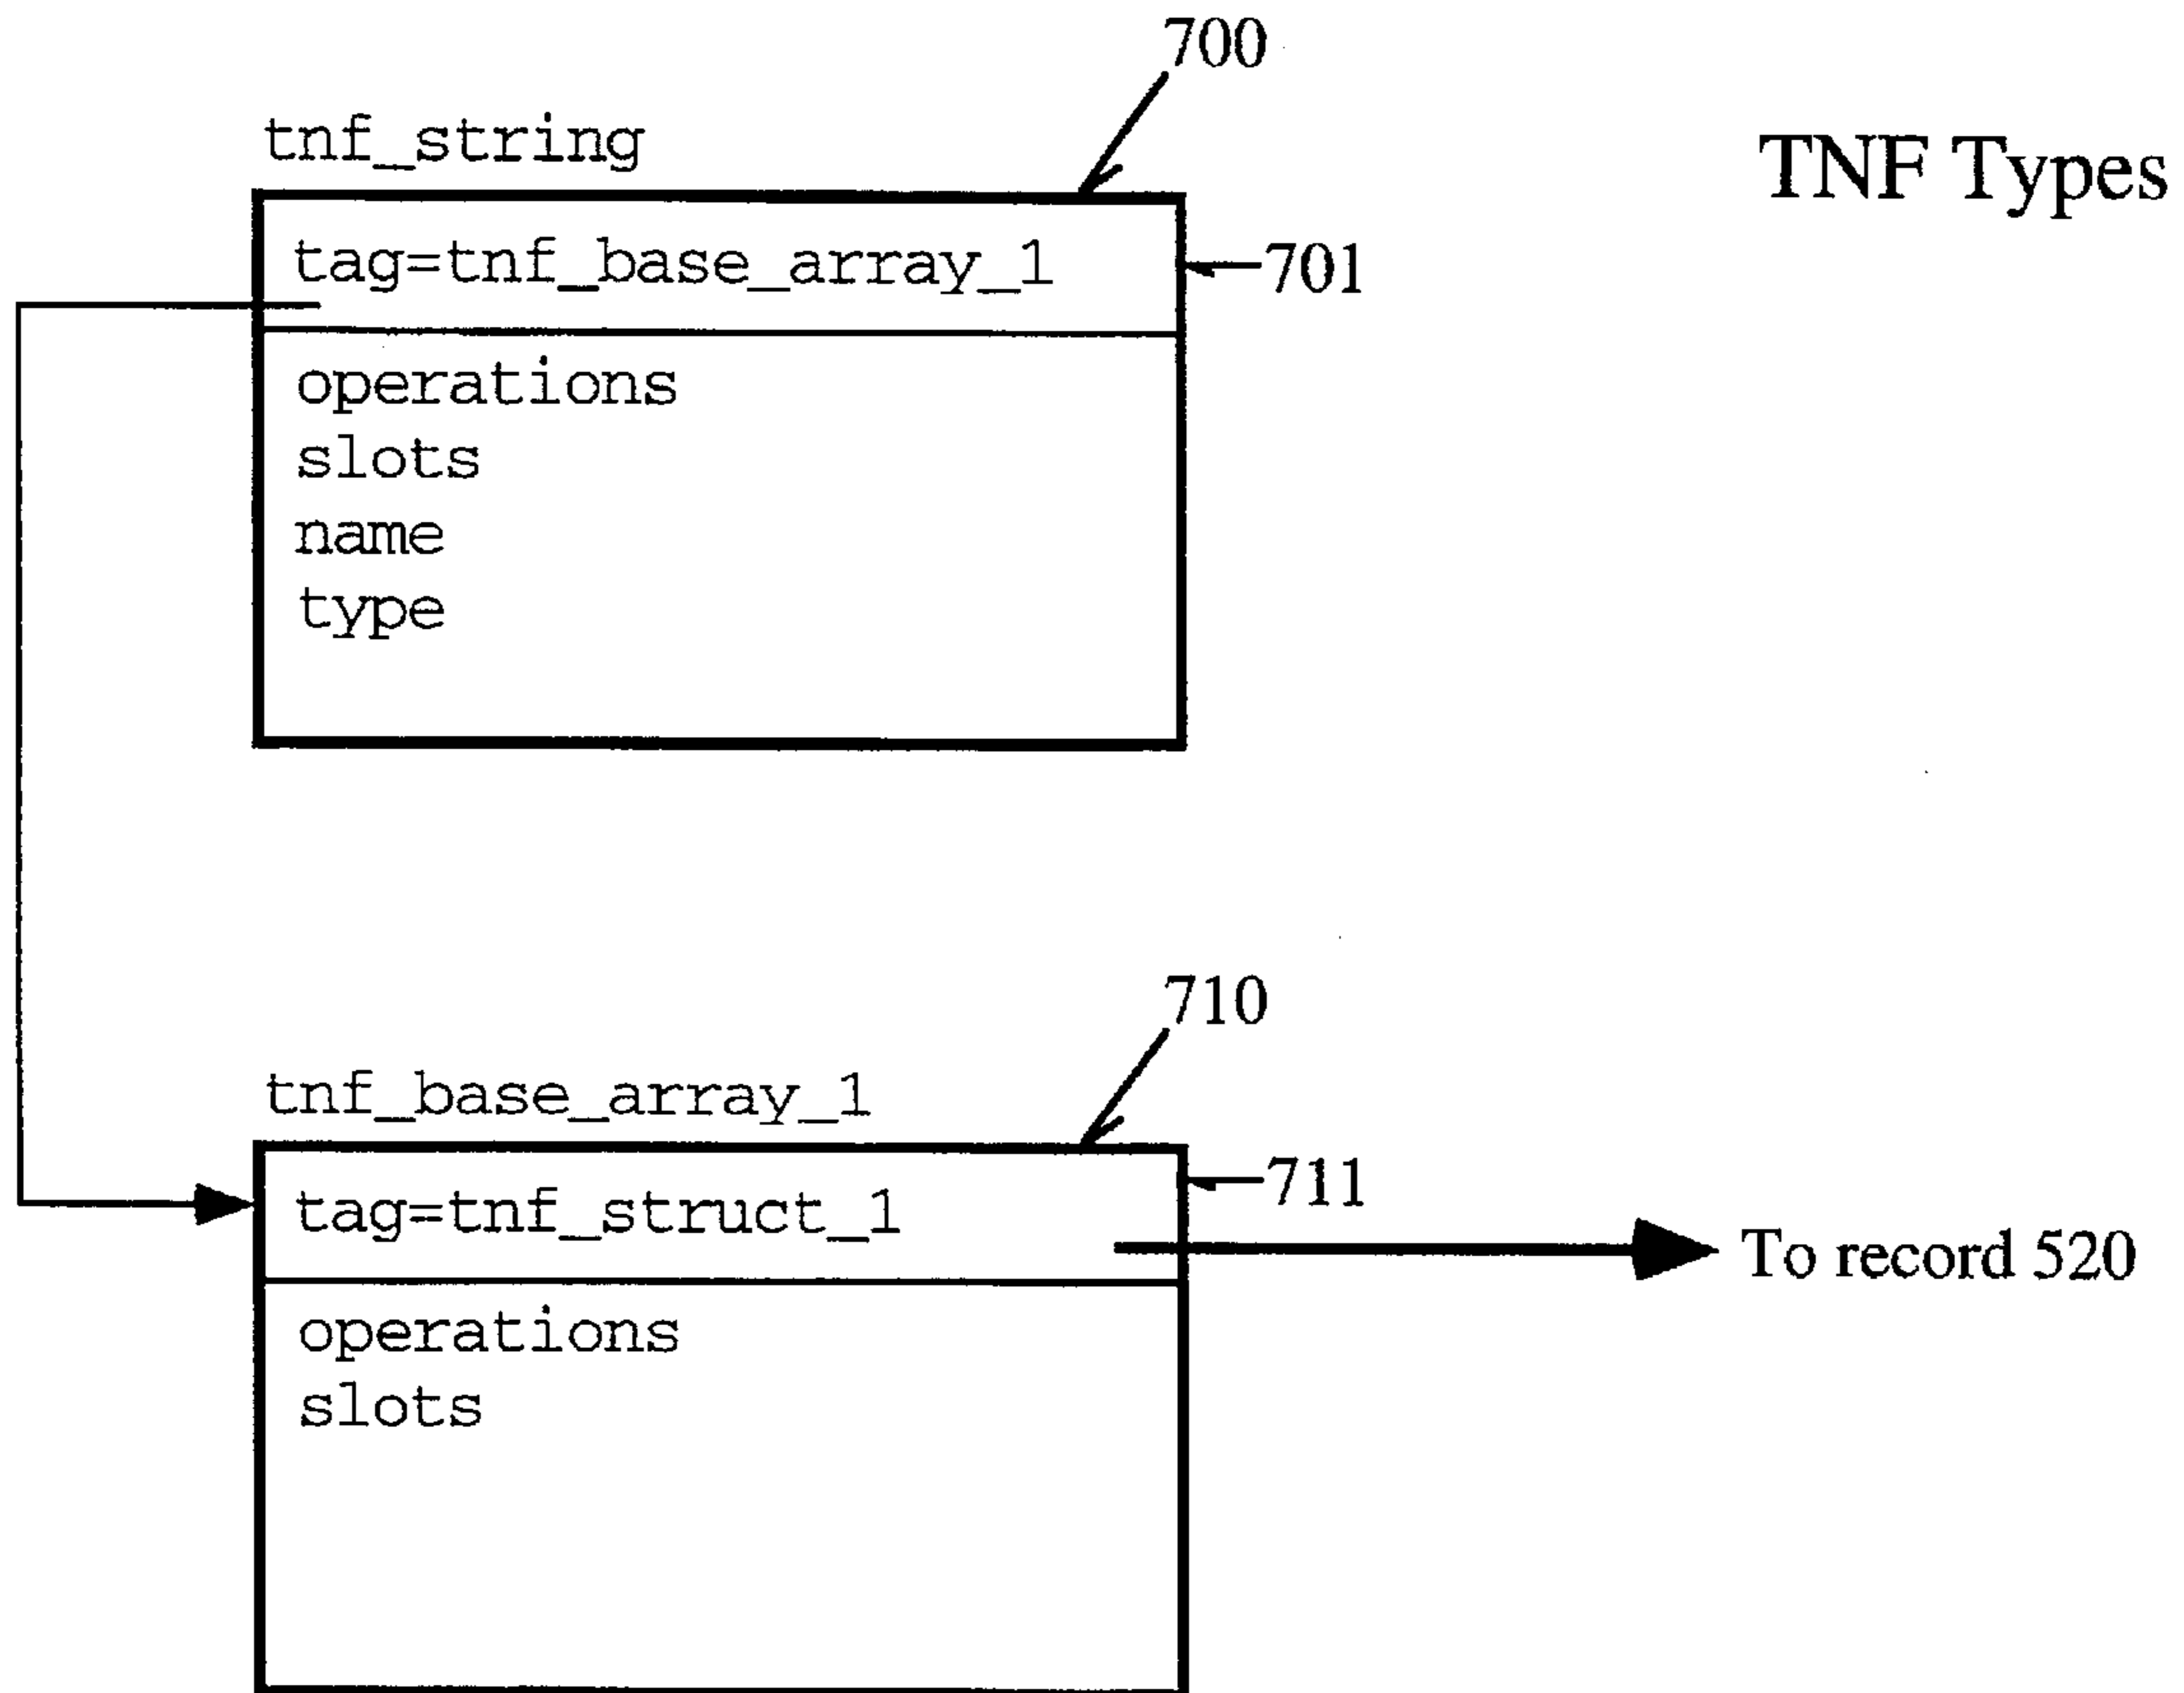 700
tnf_string
TNF Types
tag=tnf_base_array_1
701
operations
slots
name
type
710
tnf_base_array_1
711
tag=tnf_struct_1
To record 520
operations
slots